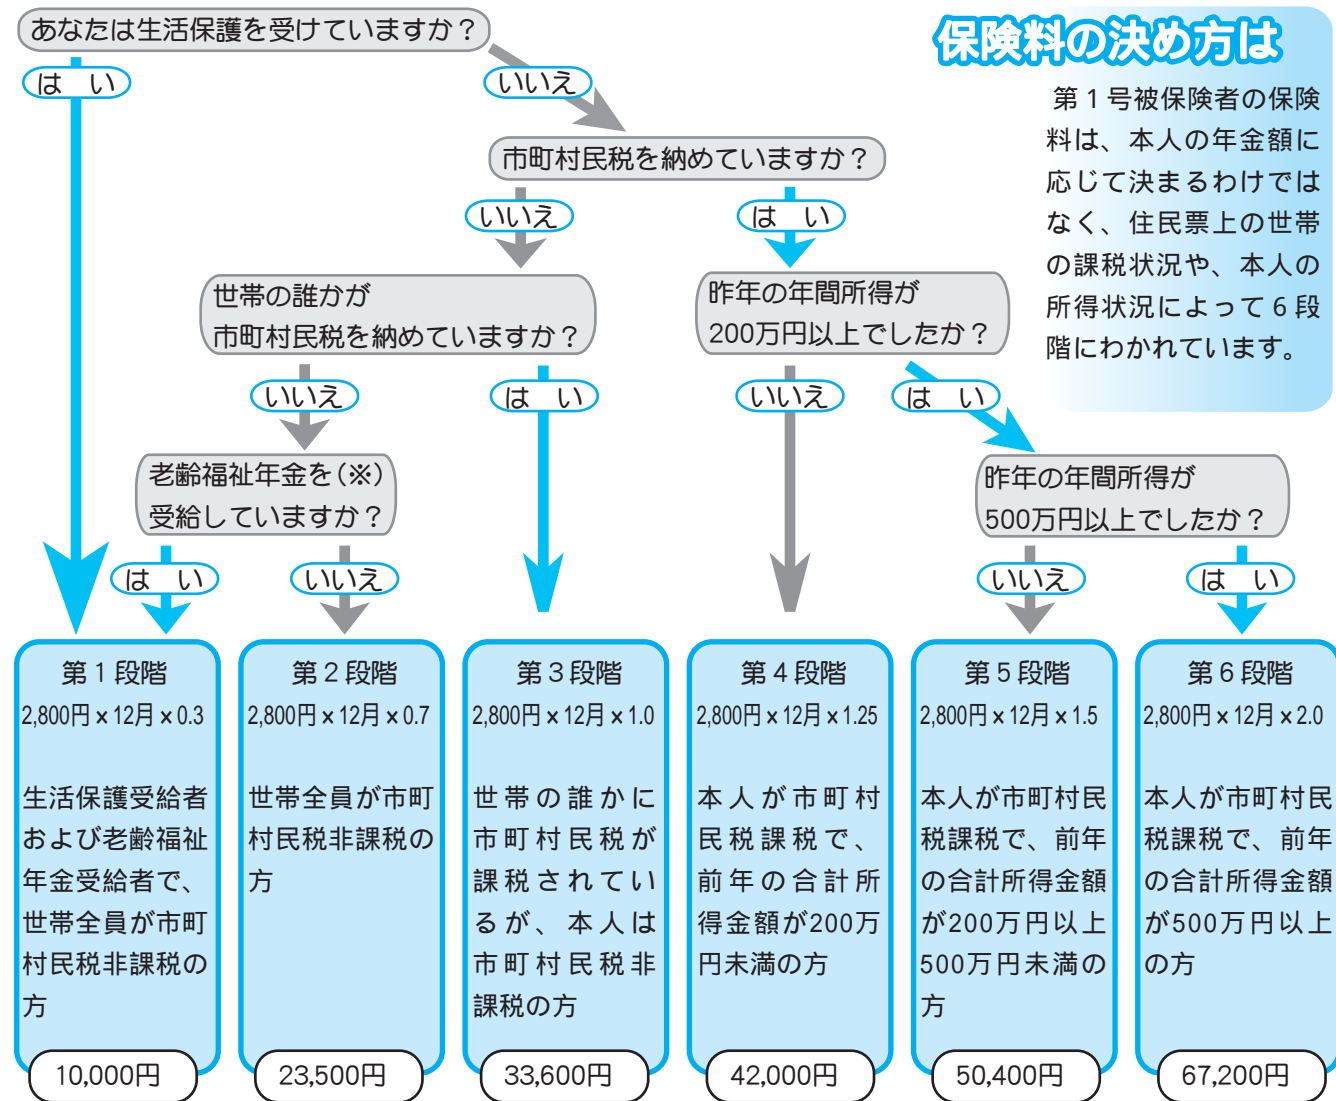 あなたは生活保護を受けていますか？
はい
いいえ
保険料の決め方は
第１号被保険者の保険
料は、本人の年金額に
応じて決まるわけでは
なく、住民票上の世帯
の課税状況や、本人の
所得状況によって６段
階にわかれています。
市町村民税を納めていますか？
いいえ
はい
世帯の誰かが
市町村民税を納めていますか？
昨年の年間所得が
200万円以上でしたか？
いいえ
はい
いいえ
はい
老齢福祉年金を(※)
受給していますか？
昨年の年間所得が
500万円以上でしたか？
はい
いいえ
いいえ
はい
第１段階
2,800円×12月×0.3
生活保護受給者
および老齢福祉
年金受給者で、
世帯全員が市町
村民税非課税の
方
10,000円
第２段階
2,800円×12月×0.7
世帯全員が市町
村民税非課税の
方
23,500円
第３段階
2,800円×12月×1.0
世帯の誰かに
市町村民税が
課税されてい
るが、本人は
市町村民税非
課税の方
33,600円
第４段階
2,800円×12月×1.25
本人が市町村
民税課税で、
前年の合計所
得金額が200万
円未満の方
42,000円
第５段階
2,800円×12月×1.5
本人が市町村民
税課税で、前年
の合計所得金額
が200万円以上
500万円未満の
方
50,400円
第６段階
2,800円×12月×2.0
本人が市町村民
税課税で、前年
の合計所得金額
が500万円以上
の方
67,200円